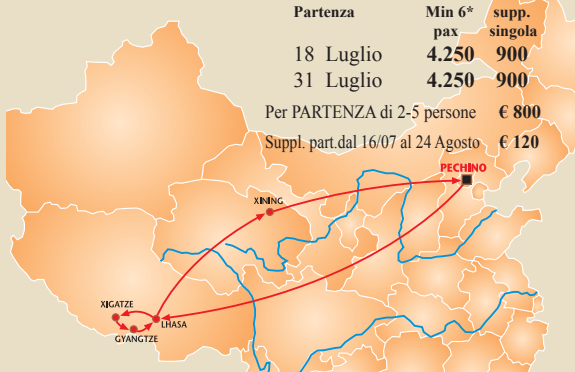 Partenza Min 6* supp.
pax singola
18 Luglio 4.250 900
31 Luglio 4.250 900
Per PARTENZA di 2-5 persone € 800
Suppl. part.dal 16/07 al 24 Agosto € 120
PECHINO
XINING
XIGATZE
LHASA
GYANGTZE